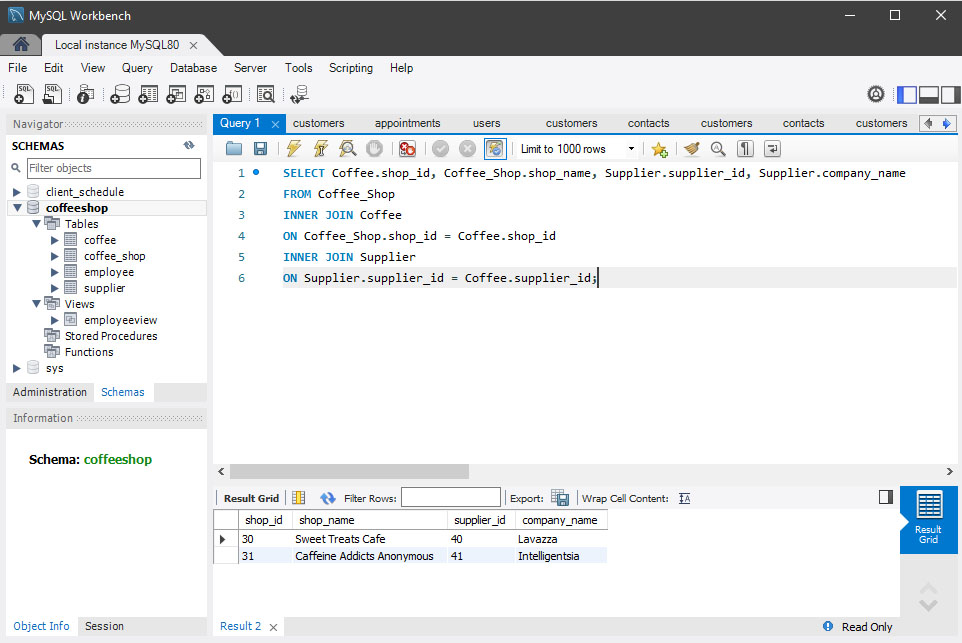 MySQL Workbench
Local instance MySQL80
File Edit View Query Database Server Tools Scripting Help
Navigator
SCHEMAS
Filter objects
client_schedule
coffeeshop
Tables
coffee
coffee_shop
employee
supplier
Views
employeeview
Stored Procedures
Functions
sys
Administration Schemas
Information
Schema: coffeeshop
Object Info Session
Query 1 customers appointments users customers contacts customers contacts customers
Limit to 1000 rows
1 SELECT Coffee.shop_id, Coffee_Shop.shop_name, Supplier.supplier_id, Supplier.company_name
2 FROM Coffee_Shop
3 INNER JOIN Coffee
4 ON Coffee_Shop.shop_id = Coffee.shop_id
5 INNER JOIN Supplier
6 ON Supplier.supplier_id = Coffee.supplier_id;
Result Grid Filter Rows: Export: Wrap Cell Content:
shop_id shop_name supplier_id company_name
30 Sweet Treats Cafe 40 Lavazza
31 Caffeine Addicts Anonymous 41 Intelligentsia
Result
Grid
Result 2 Read Only